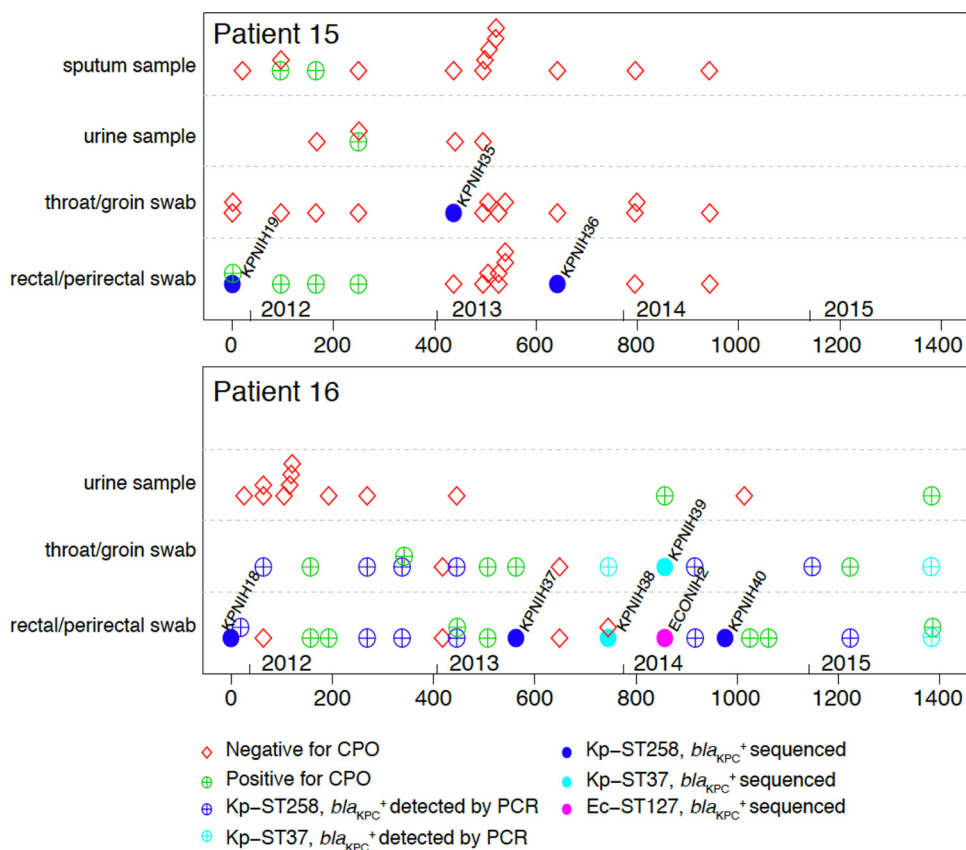 Patient 15
sputum sample
urine sample
KPNIH35
throat/groin swab
KPNIH19
KPNIH36
rectal/perirectal swab
2012 2013 2014 2015
0 200 400 600 800 1000 1200 1400
Patient 16
urine sample
KPNIH39
throat/groin swab
KPNIH18
KPNIH37
KPNIH38
ECONIH2
KPNIH40
rectal/perirectal swab
2012 2013 2014 2015
0 200 400 600 800 1000 1200 1400
Negative for CPO
Positive for CPO
Kp–ST258, blaKPC+ detected by PCR
Kp–ST37, blaKPC+ detected by PCR
Kp–ST258, blaKPC+ sequenced
Kp–ST37, blaKPC+ sequenced
Ec–ST127, blaKPC+ sequenced